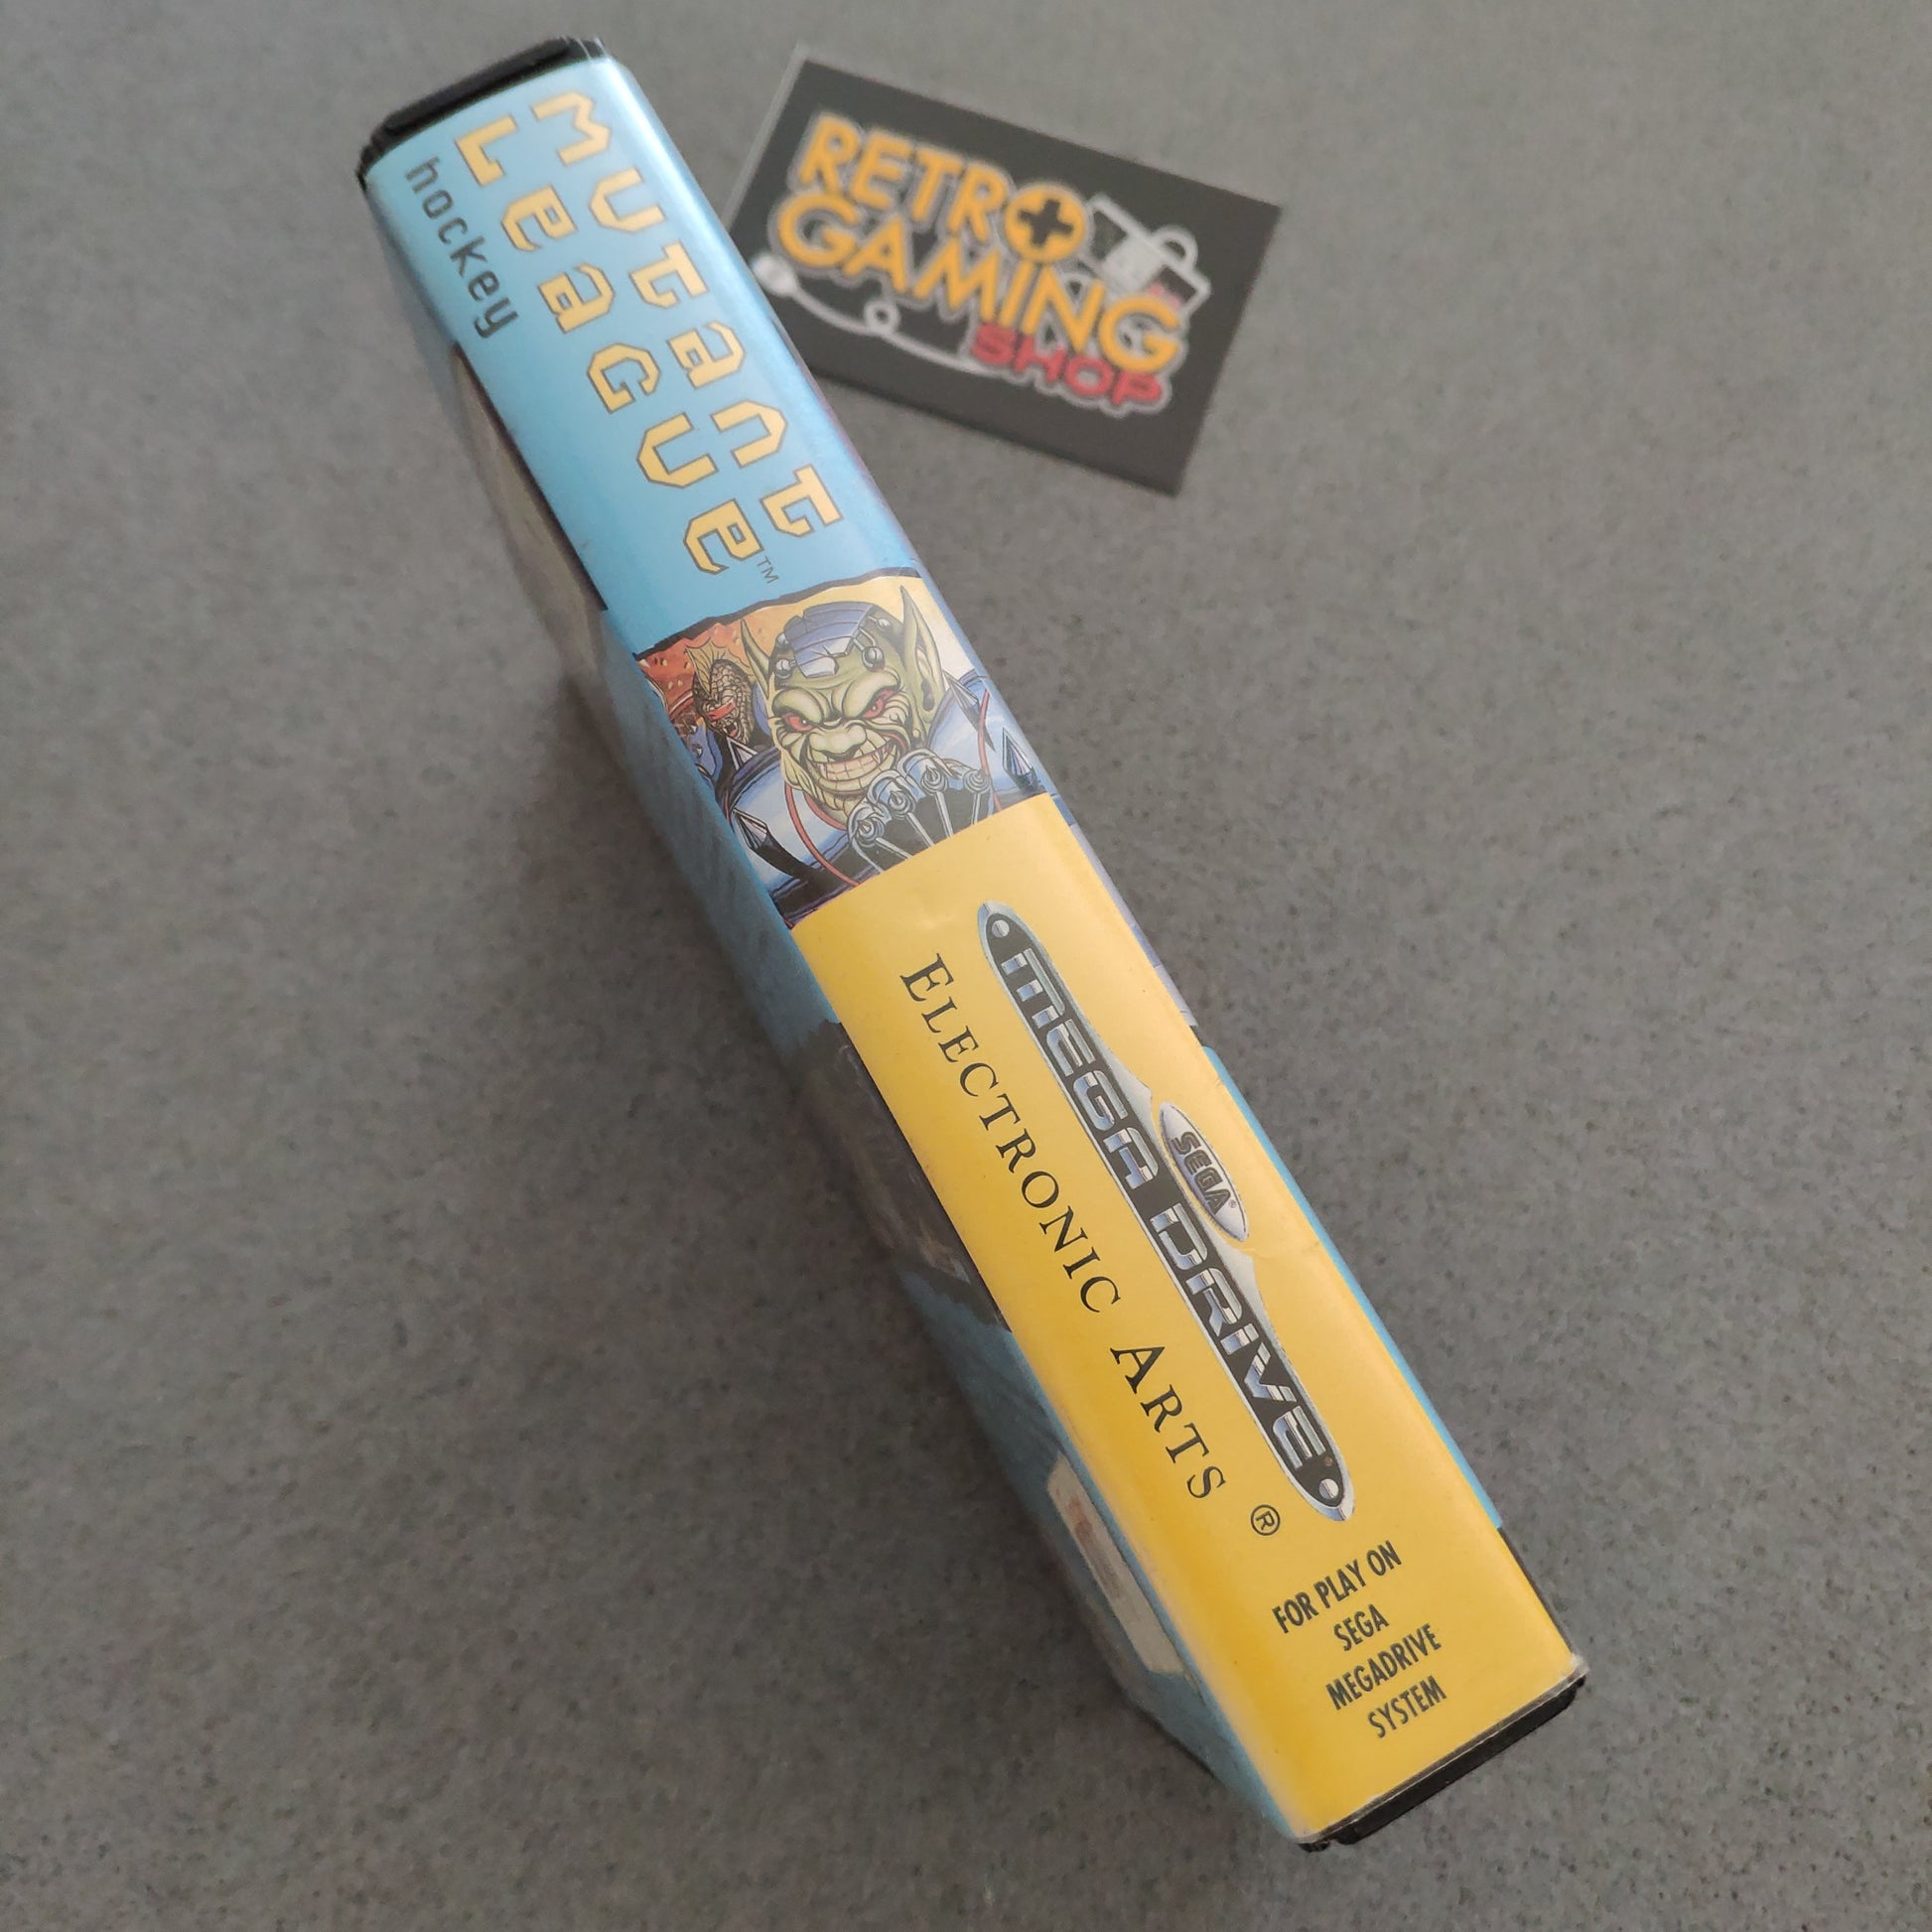 MUTANT
LEAGUE™
hockey
SEGA®
MEGA DRIVE
ELECTRONIC ARTS®
FOR PLAY ON
SEGA
MEGADRIVE
SYSTEM
RETRO
GAMING
SHOP